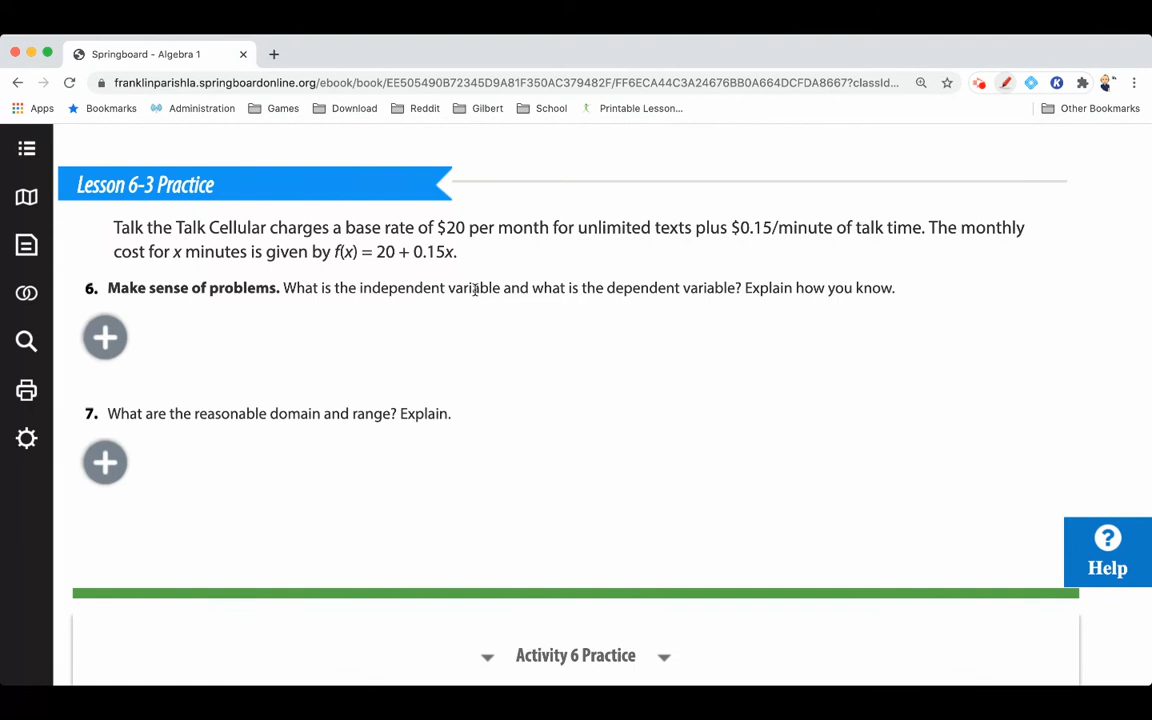 Springboard - Algebra 1
franklinparishla.springboardonline.org/ebook/book/EE505490B72345D9A81F350AC379482F/FF6ECA44C3A24676BB0A664DCFDA8667?classId...
Apps Bookmarks Administration Games Download Reddit Gilbert School Printable Lesson... Other Bookmarks
Lesson 6-3 Practice
Talk the Talk Cellular charges a base rate of $20 per month for unlimited texts plus $0.15/minute of talk time. The monthly
cost for x minutes is given by f(x) = 20 + 0.15x.
6. Make sense of problems. What is the independent variable and what is the dependent variable? Explain how you know.
7. What are the reasonable domain and range? Explain.
? Help
Activity 6 Practice